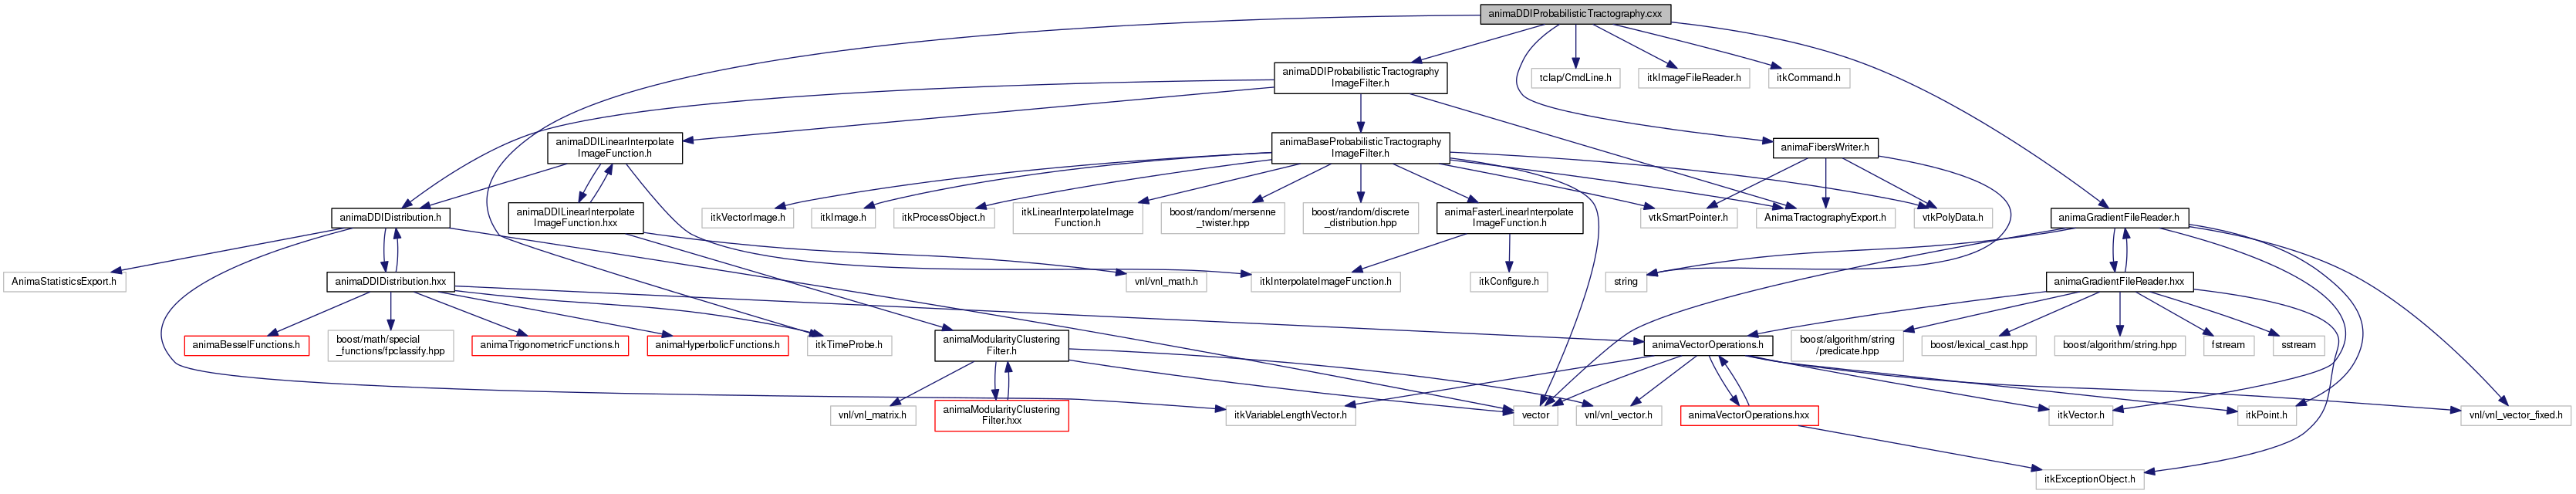 animaDDIProbabilisticTractography.cxx
animaDDIProbabilisticTractography
ImageFilter.h
tclap/CmdLine.h
itkImageFileReader.h
itkCommand.h
animaDDILinearInterpolate
ImageFunction.h
animaBaseProbabilisticTractography
ImageFilter.h
animaFibersWriter.h
animaDDIDistribution.h
animaDDILinearInterpolate
ImageFunction.hxx
itkVectorImage.h
itkImage.h
itkProcessObject.h
itkLinearInterpolateImage
Function.h
boost/random/mersenne
_twister.hpp
boost/random/discrete
_distribution.hpp
animaFasterLinearInterpolate
ImageFunction.h
vtkSmartPointer.h
AnimaTractographyExport.h
vtkPolyData.h
animaGradientFileReader.h
AnimaStatisticsExport.h
animaDDIDistribution.hxx
vnl/vnl_math.h
itkInterpolateImageFunction.h
itkConfigure.h
string
animaGradientFileReader.hxx
animaBesselFunctions.h
boost/math/special
_functions/fpclassify.hpp
animaTrigonometricFunctions.h
animaHyperbolicFunctions.h
itkTimeProbe.h
animaModularityClustering
Filter.h
animaVectorOperations.h
boost/algorithm/string
/predicate.hpp
boost/lexical_cast.hpp
boost/algorithm/string.hpp
fstream
sstream
vnl/vnl_matrix.h
animaModularityClustering
Filter.hxx
itkVariableLengthVector.h
vector
vnl/vnl_vector.h
animaVectorOperations.hxx
itkVector.h
itkPoint.h
vnl/vnl_vector_fixed.h
itkExceptionObject.h